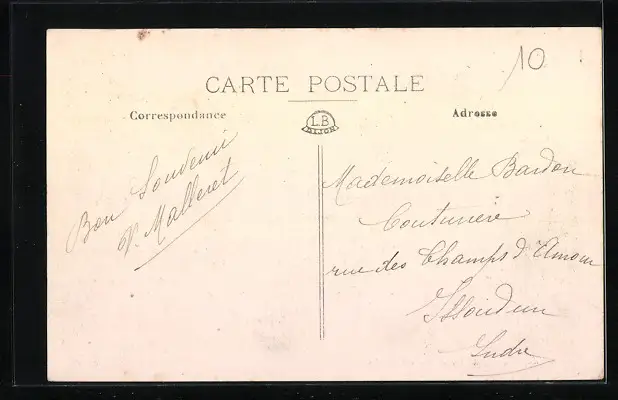 10
CARTE POSTALE
Correspondance
Adresse
L.B
DIJON
Bon Souvenir
V. Malleret
Mademoiselle Bardon
Couturière
rue des Champs d'Amour
Issoudun
Indre